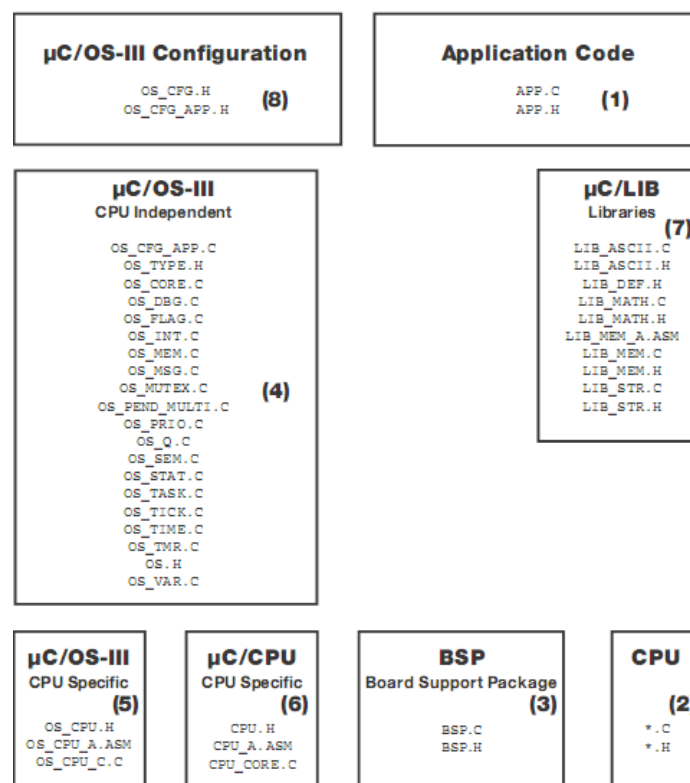 µC/OS-III Configuration
OS_CFG.H
OS_CFG_APP.H
(8)
Application Code
APP.C
APP.H
(1)
µC/OS-III
CPU Independent
OS_CFG_APP.C
OS_TYPE.H
OS_CORE.C
OS_DBG.C
OS_FLAG.C
OS_INT.C
OS_MEM.C
OS_MSG.C
OS_MUTEX.C
OS_PEND_MULTI.C
OS_PRIO.C
OS_Q.C
OS_SEM.C
OS_STAT.C
OS_TASK.C
OS_TICK.C
OS_TIME.C
OS_TMR.C
OS.H
OS_VAR.C
(4)
µC/LIB
Libraries
(7)
LIB_ASCII.C
LIB_ASCII.H
LIB_DEF.H
LIB_MATH.C
LIB_MATH.H
LIB_MEM_A.ASM
LIB_MEM.C
LIB_MEM.H
LIB_STR.C
LIB_STR.H
µC/OS-III
CPU Specific
(5)
OS_CPU.H
OS_CPU_A.ASM
OS_CPU_C.C
µC/CPU
CPU Specific
(6)
CPU.H
CPU_A.ASM
CPU_CORE.C
BSP
Board Support Package
(3)
BSP.C
BSP.H
CPU
(2
*.C
*.H